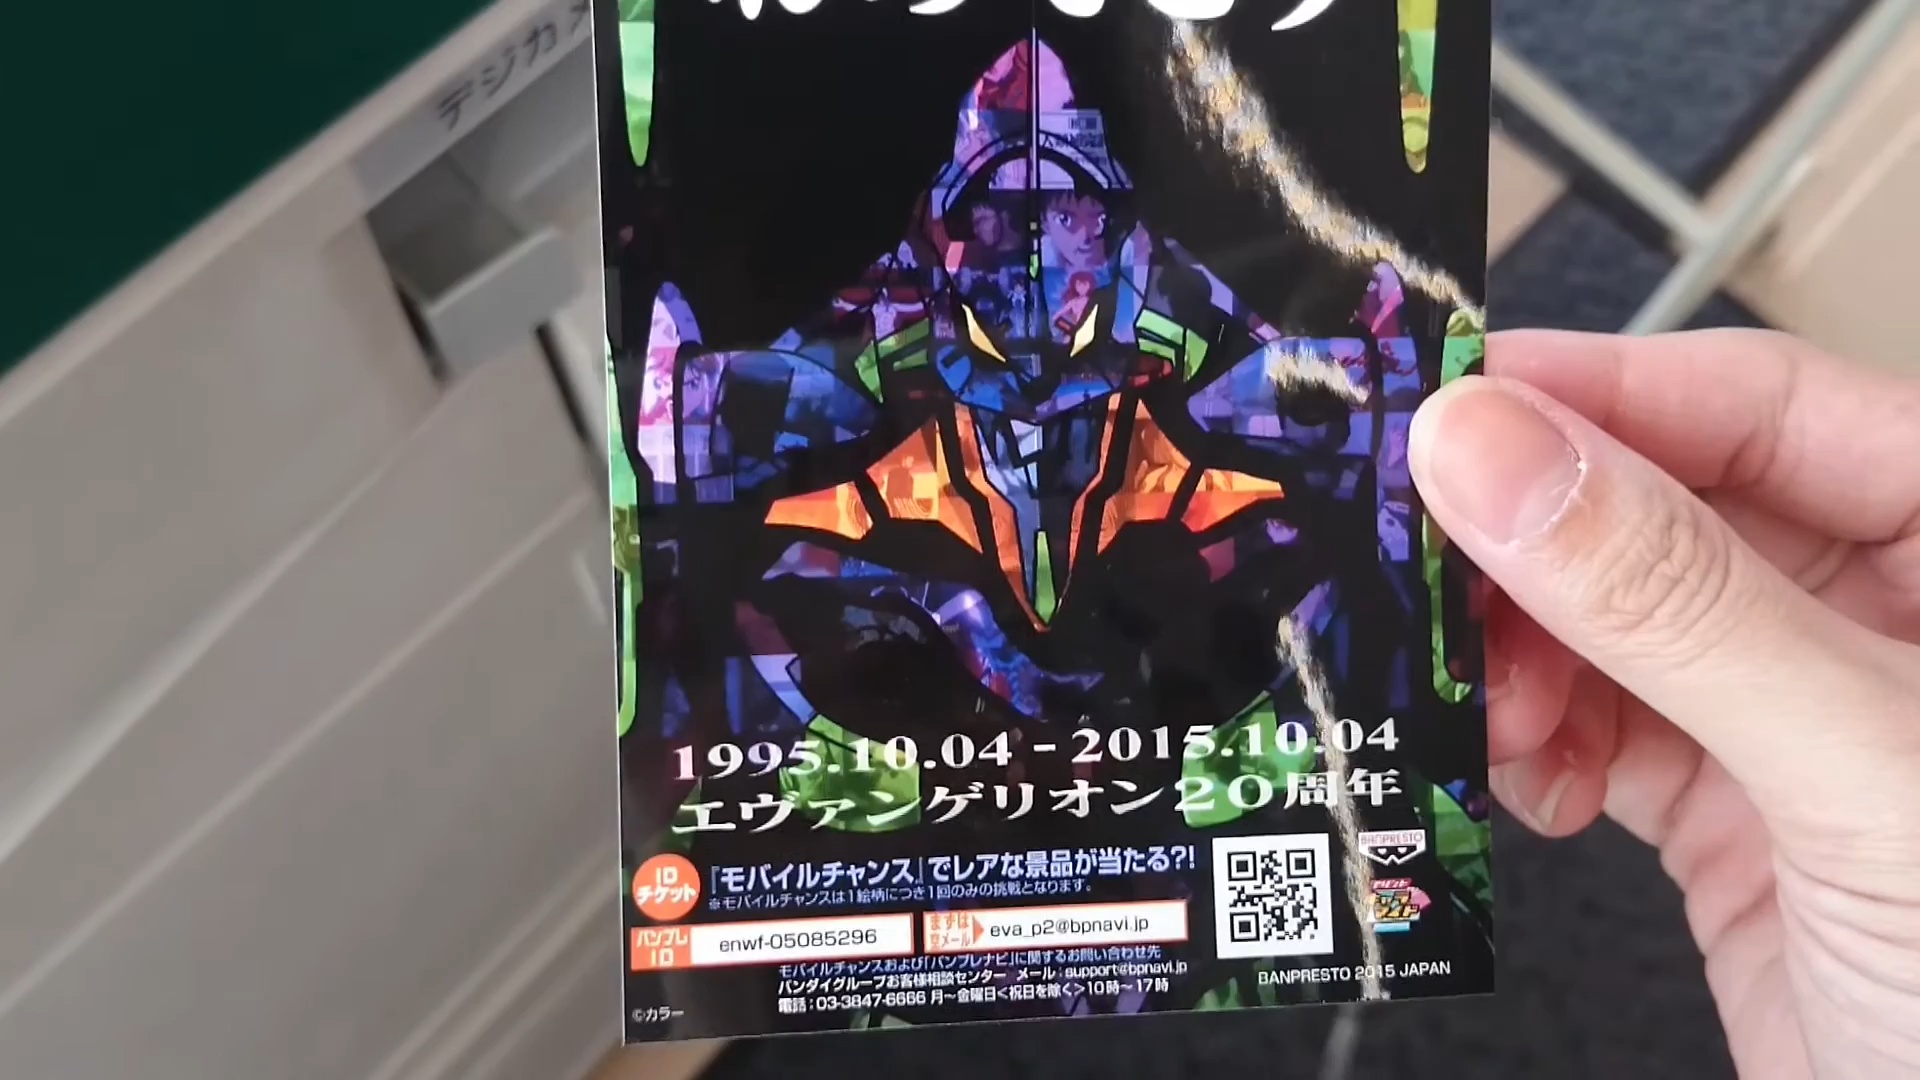 デジカメ
1995.10.04 - 2015.10.04
エヴァンゲリオン20周年
IDチケット
『モバイルチャンス』でレアな景品が当たる?!
※モバイルチャンスは1絵柄につき1回のみの挑戦となります。
バンプレID
enwf-05085296
まずは空メール
eva_p2@bpnavi.jp
モバイルチャンスおよび「バンプレナビ」に関するお問い合わせ先
バンダイグループお客様相談センター メール:support@bpnavi.jp
電話:03-3847-6666 月～金曜日<祝日を除く>10時～17時
BANPRESTO
BANPRESTO 2015 JAPAN
©カラー